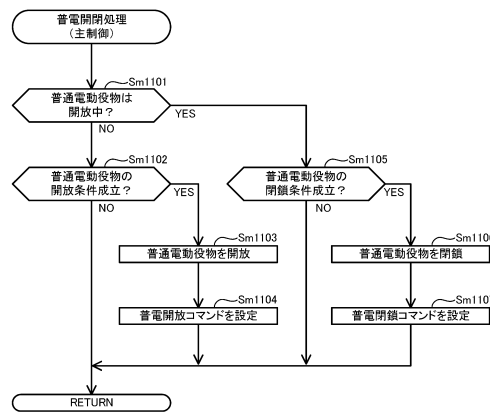 普電開閉処理
（主制御）
Sm1101
普通電動役物は
開放中？
YES
NO
Sm1102
普通電動役物の
開放条件成立？
YES
NO
Sm1105
普通電動役物の
閉鎖条件成立？
YES
NO
Sm1103
普通電動役物を開放
Sm110
普通電動役物を閉鎖
Sm1104
普電開放コマンドを設定
Sm110
普電閉鎖コマンドを設定
RETURN